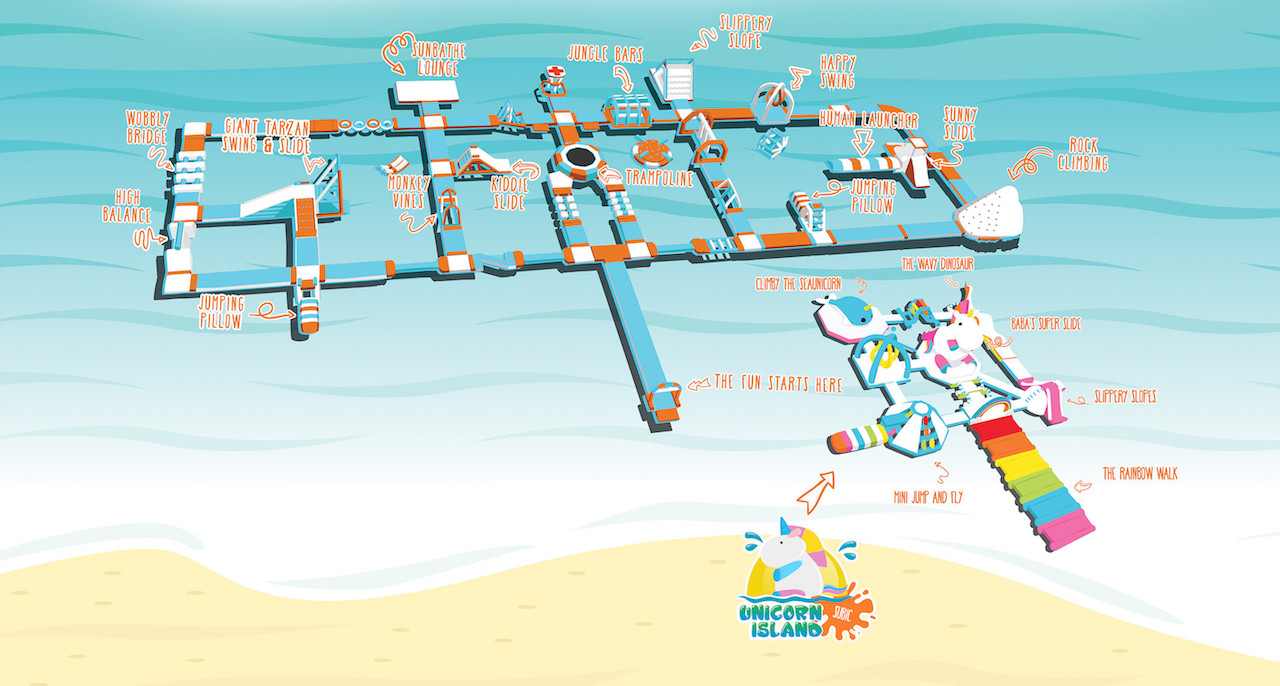 SLIPPERY
SLOPE
SUNBATHE
LOUNGE
JUNGLE BARS
HAPPY
SWING
WOBBLY
BRIDGE
GIANT TARZAN
SWING & SLIDE
HUMAN LAUNCHER
SUNNY
SLIDE
ROCK
CLIMBING
MONKEY
VINES
KIDDIE
SLIDE
TRAMPOLINE
JUMPING
PILLOW
HIGH
BALANCE
JUMPING
PILLOW
THE WAVY DINOSAUR
CLIMBY THE SEAUNICORN
BABA'S SUPER SLIDE
THE FUN STARTS HERE
SLIPPERY SLOPES
THE RAINBOW WALK
MINI JUMP AND FLY
UNICORN
ISLAND
SUBIC